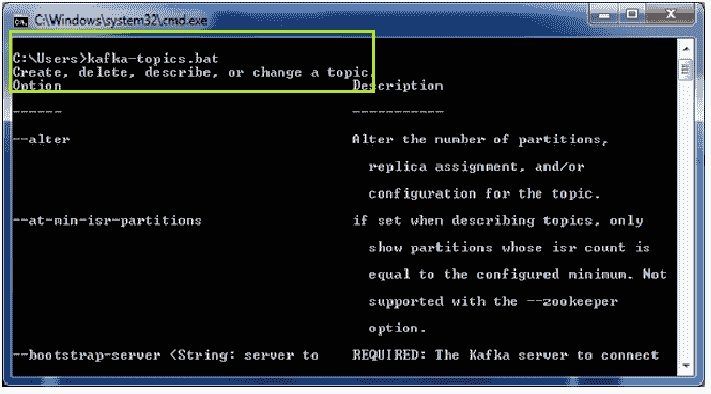 C:\Windows\system32\cmd.exe
C:\Users>kafka-topics.bat
Create, delete, describe, or change a topic.
Option Description
------ -----------
--alter Alter the number of partitions,
replica assignment, and/or
configuration for the topic.
--at-min-isr-partitions if set when describing topics, only
show partitions whose isr count is
equal to the configured minimum. Not
supported with the --zookeeper
option.
--bootstrap-server <String: server to REQUIRED: The Kafka server to connect